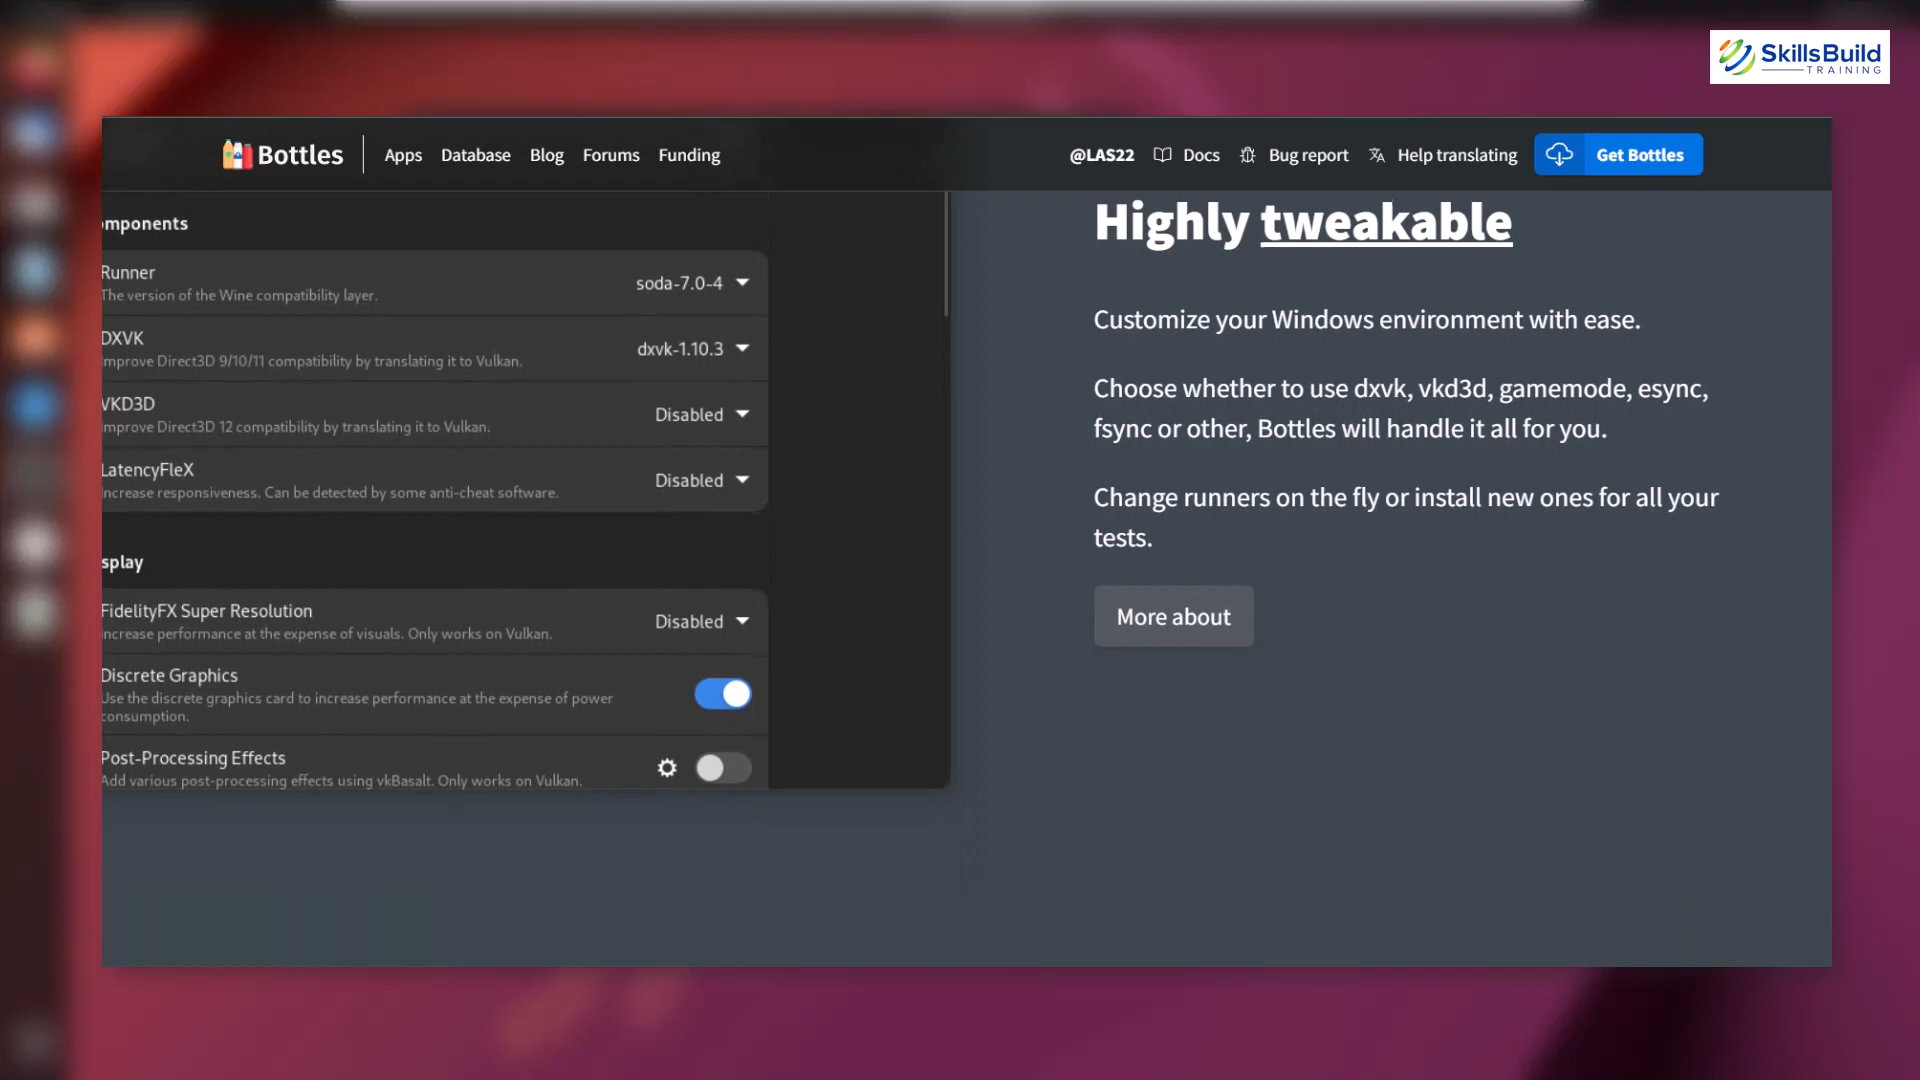 SkillsBuild
TRAINING
Bottles
Apps
Database
Blog
Forums
Funding
@LAS22
Docs
Bug report
Help translating
Get Bottles
mponents
Runner
soda-7.0-4
The version of the Wine compatibility layer.
DXVK
dxvk-1.10.3
mprove Direct3D 9/10/11 compatibility by translating it to Vulkan.
VKD3D
Disabled
mprove Direct3D 12 compatibility by translating it to Vulkan.
LatencyFleX
Disabled
ncrease responsiveness. Can be detected by some anti-cheat software.
splay
FidelityFX Super Resolution
Disabled
ncrease performance at the expense of visuals. Only works on Vulkan.
Discrete Graphics
Use the discrete graphics card to increase performance at the expense of power
consumption.
Post-Processing Effects
Add various post-processing effects using vkBasalt. Only works on Vulkan.
Highly tweakable
Customize your Windows environment with ease.
Choose whether to use dxvk, vkd3d, gamemode, esync,
fsync or other, Bottles will handle it all for you.
Change runners on the fly or install new ones for all your
tests.
More about